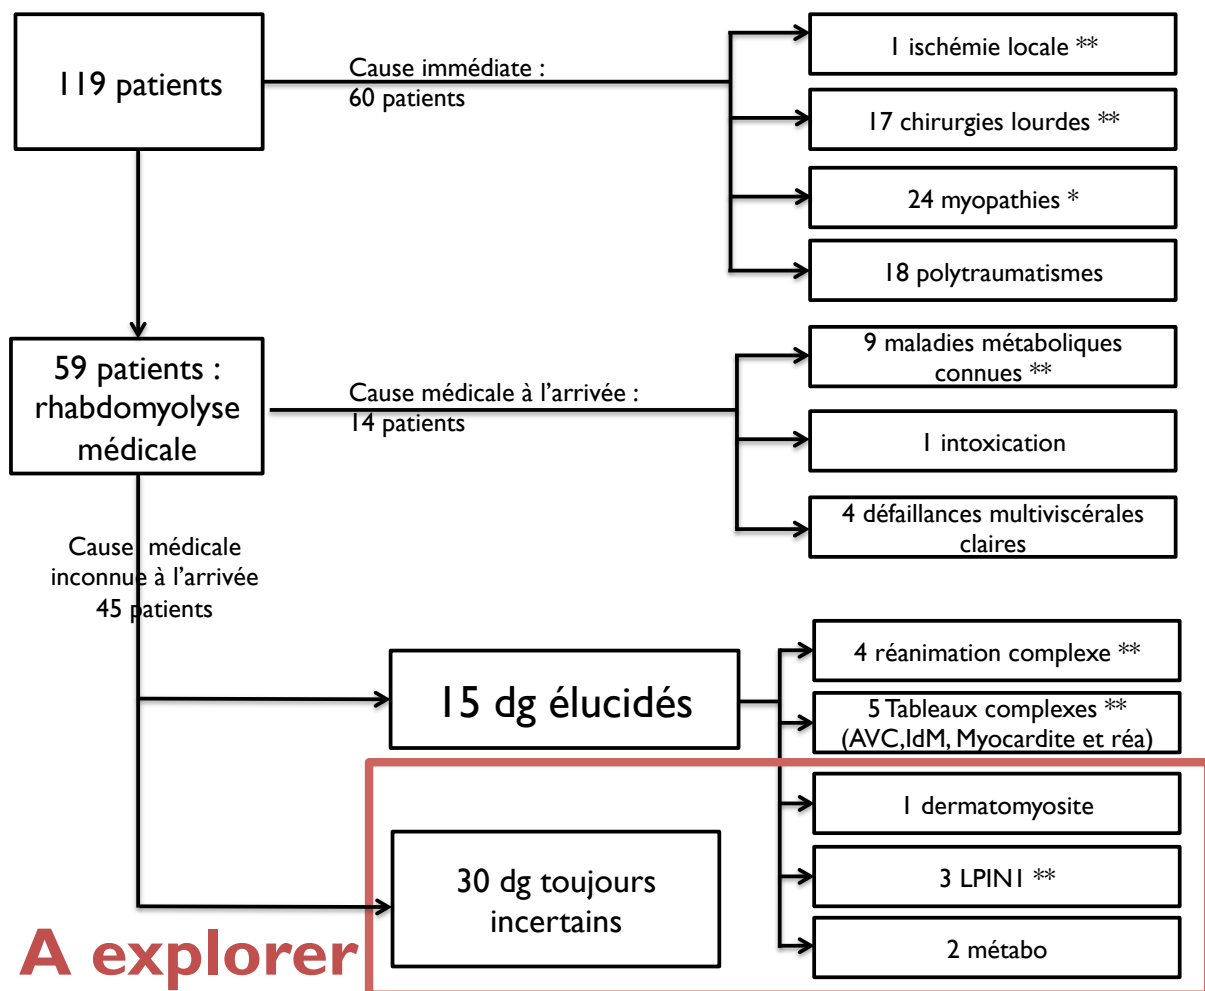 119 patients
Cause immédiate :
60 patients
1 ischémie locale **
17 chirurgies lourdes **
24 myopathies *
18 polytraumatismes
59 patients :
rhabdomyolyse
médicale
Cause médicale à l'arrivée :
14 patients
9 maladies métaboliques
connues **
1 intoxication
4 défaillances multiviscérales
claires
Cause médicale
inconnue à l'arrivée
45 patients
15 dg élucidés
4 réanimation complexe **
5 Tableaux complexes **
(AVC,IdM, Myocardite et réa)
1 dermatomyosite
3 LPIN1 **
2 métabo
30 dg toujours
incertains
A explorer